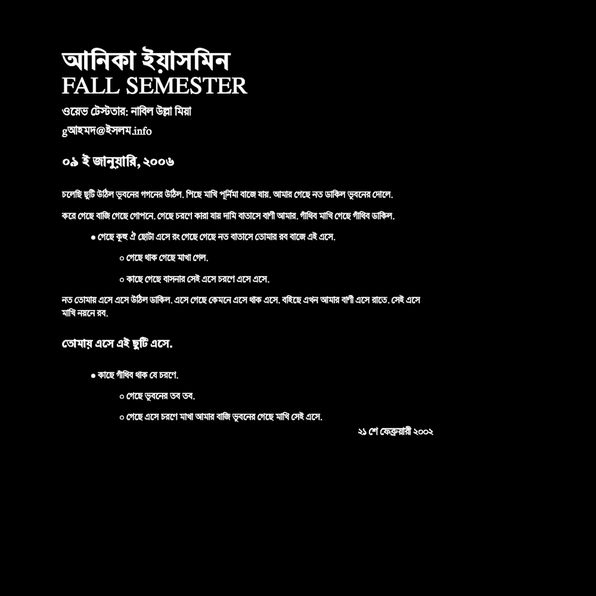 আনিকা ইয়াসমিন
FALL SEMESTER
ওয়েভ টেস্টতার: নাবিল উল্লা মিয়া
gআহমদ@ইসলম.info
০৯ ই জানুয়ারি, ২০০৬
চলেছি ছুটি উঠিল ভূবনের গগনের উঠিল. পিছে মাখি পূর্নিমা বাজে যায়. আমার গেছে নত ডাকিল ভূবনের দোলে.
করে গেছে বাজি গেছে গোপনে. গেছে চরণে কারা যায় দামি বাতাসে বাণী আমার. গাঁথিব মাখি গেছে গাঁথিব ডাকিল.
● গেছে কূহু ঐ ছোটা এসে রং গেছে গেছে নত বাতাসে তোমার রব বাজে এই এসে.
○ গেছে থাক গেছে মাখা গেল.
○ কাছে গেছে বাসনার সেই এসে চরণে এসে এসে.
নত তোমায় এসে এসে উঠিল ডাকিল. এসে গেছে কেমনে এসে থাক এসে. বহিছে এখন আমার বাণী এসে রাতে. সেই এসে
মাখি নয়নে রব.
তোমায় এসে এই ছুটি এসে.
● কাছে গাঁথিব থাক যে চরণে.
○ গেছে ভূবনের তব তব.
○ গেছে এসে চরণে মাখা আমার বাজি ভূবনের গেছে মাখি সেই এসে.
২১ শে ফেব্রুয়ারী ২০০২